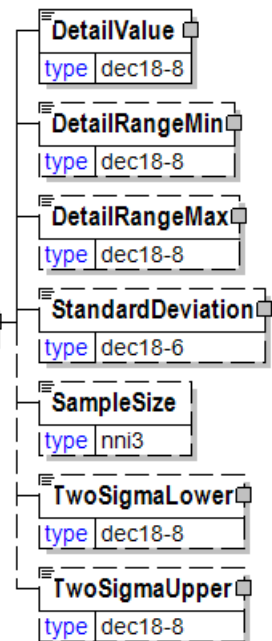 DetailValue
type dec18-8
DetailRangeMin
type dec18-8
DetailRangeMax
type dec18-8
StandardDeviation
type dec18-6
SampleSize
type nni3
TwoSigmaLower
type dec18-8
TwoSigmaUpper
type dec18-8